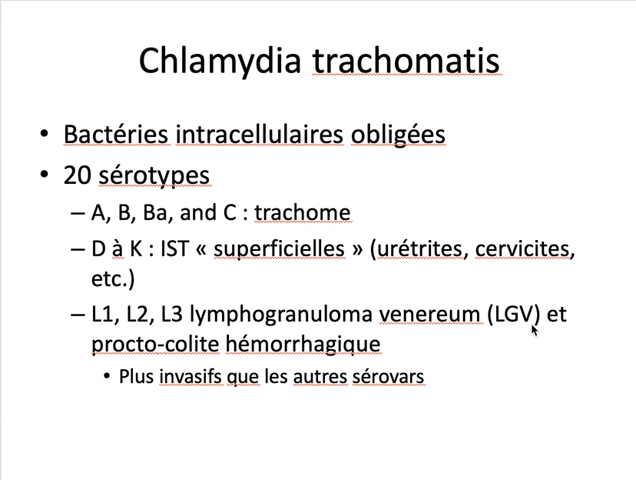 Chlamydia trachomatis
• Bactéries intracellulaires obligées
• 20 sérotypes
– A, B, Ba, and C : trachome
– D à K : IST « superficielles » (urétrites, cervicites,
etc.)
– L1, L2, L3 lymphogranuloma venereum (LGV) et
procto-colite hémorrhagique
• Plus invasifs que les autres sérovars